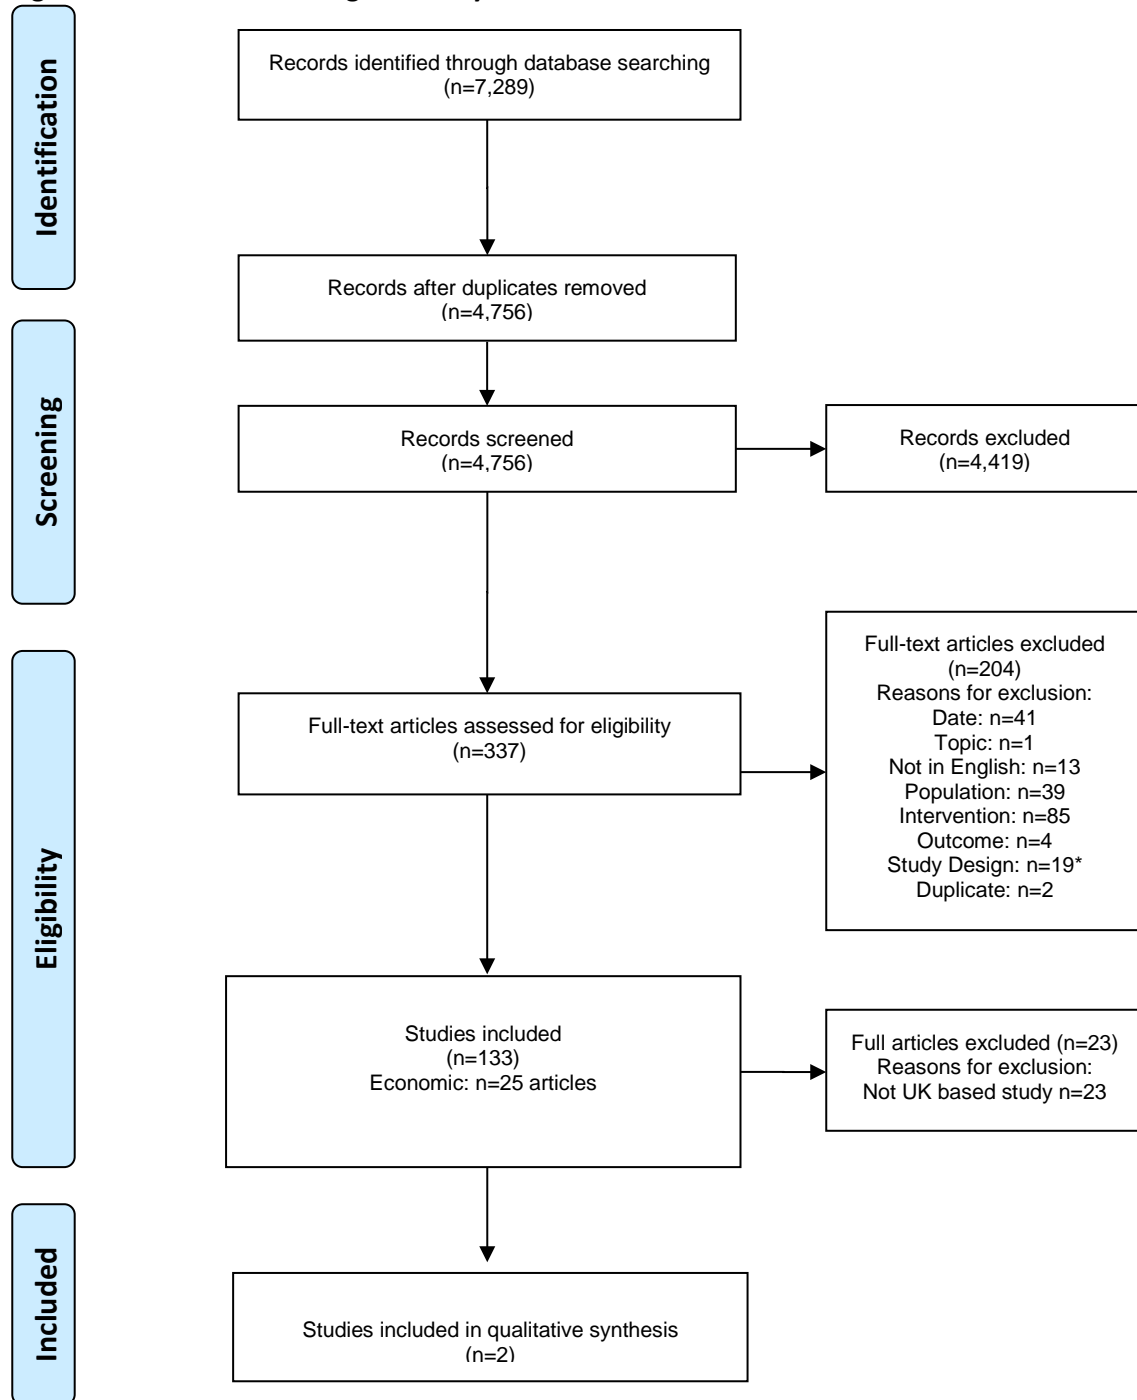 Identification
Records identified through database searching
(n=7,289)
Records after duplicates removed
(n=4,756)
Screening
Records screened
(n=4,756)
Records excluded
(n=4,419)
Eligibility
Full-text articles assessed for eligibility
(n=337)
Full-text articles excluded
(n=204)
Reasons for exclusion:
Date: n=41
Topic: n=1
Not in English: n=13
Population: n=39
Intervention: n=85
Outcome: n=4
Study Design: n=19*
Duplicate: n=2
Studies included
(n=133)
Economic: n=25 articles
Full articles excluded (n=23)
Reasons for exclusion:
Not UK based study n=23
Included
Studies included in qualitative synthesis
(n=2)